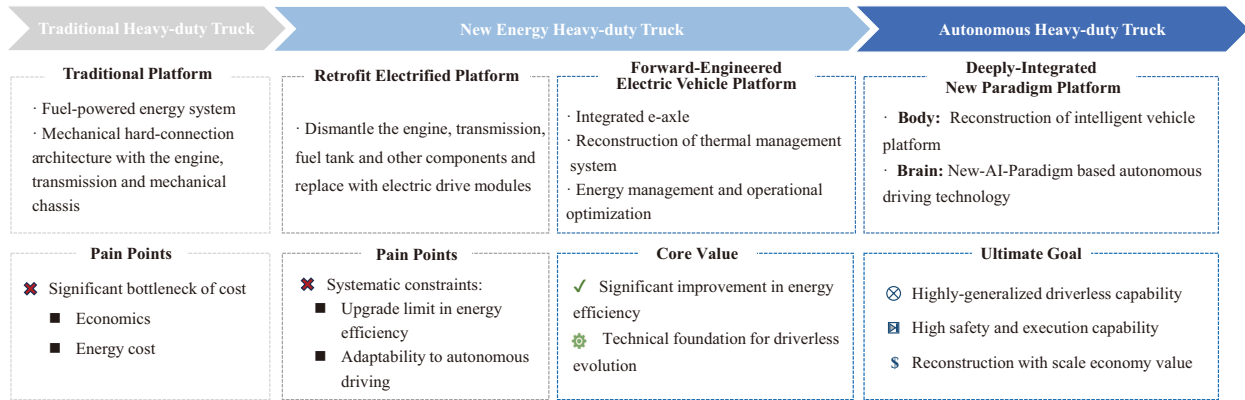 Traditional Heavy-duty Truck
New Energy Heavy-duty Truck
Autonomous Heavy-duty Truck
Traditional Platform
· Fuel-powered energy system
· Mechanical hard-connection
architecture with the engine,
transmission and mechanical
chassis
Retrofit Electrified Platform
· Dismantle the engine, transmission,
fuel tank and other components and
replace with electric drive modules
Forward-Engineered
Electric Vehicle Platform
· Integrated e-axle
· Reconstruction of thermal management
system
· Energy management and operational
optimization
Deeply-Integrated
New Paradigm Platform
· Body: Reconstruction of intelligent vehicle
platform
· Brain: New-AI-Paradigm based autonomous
driving technology
Pain Points
Significant bottleneck of cost
■ Economics
■ Energy cost
Pain Points
Systematic constraints:
■ Upgrade limit in energy
efficiency
■ Adaptability to autonomous
driving
Core Value
✓ Significant improvement in energy
efficiency
Technical foundation for driverless
evolution
Ultimate Goal
Highly-generalized driverless capability
High safety and execution capability
$ Reconstruction with scale economy value